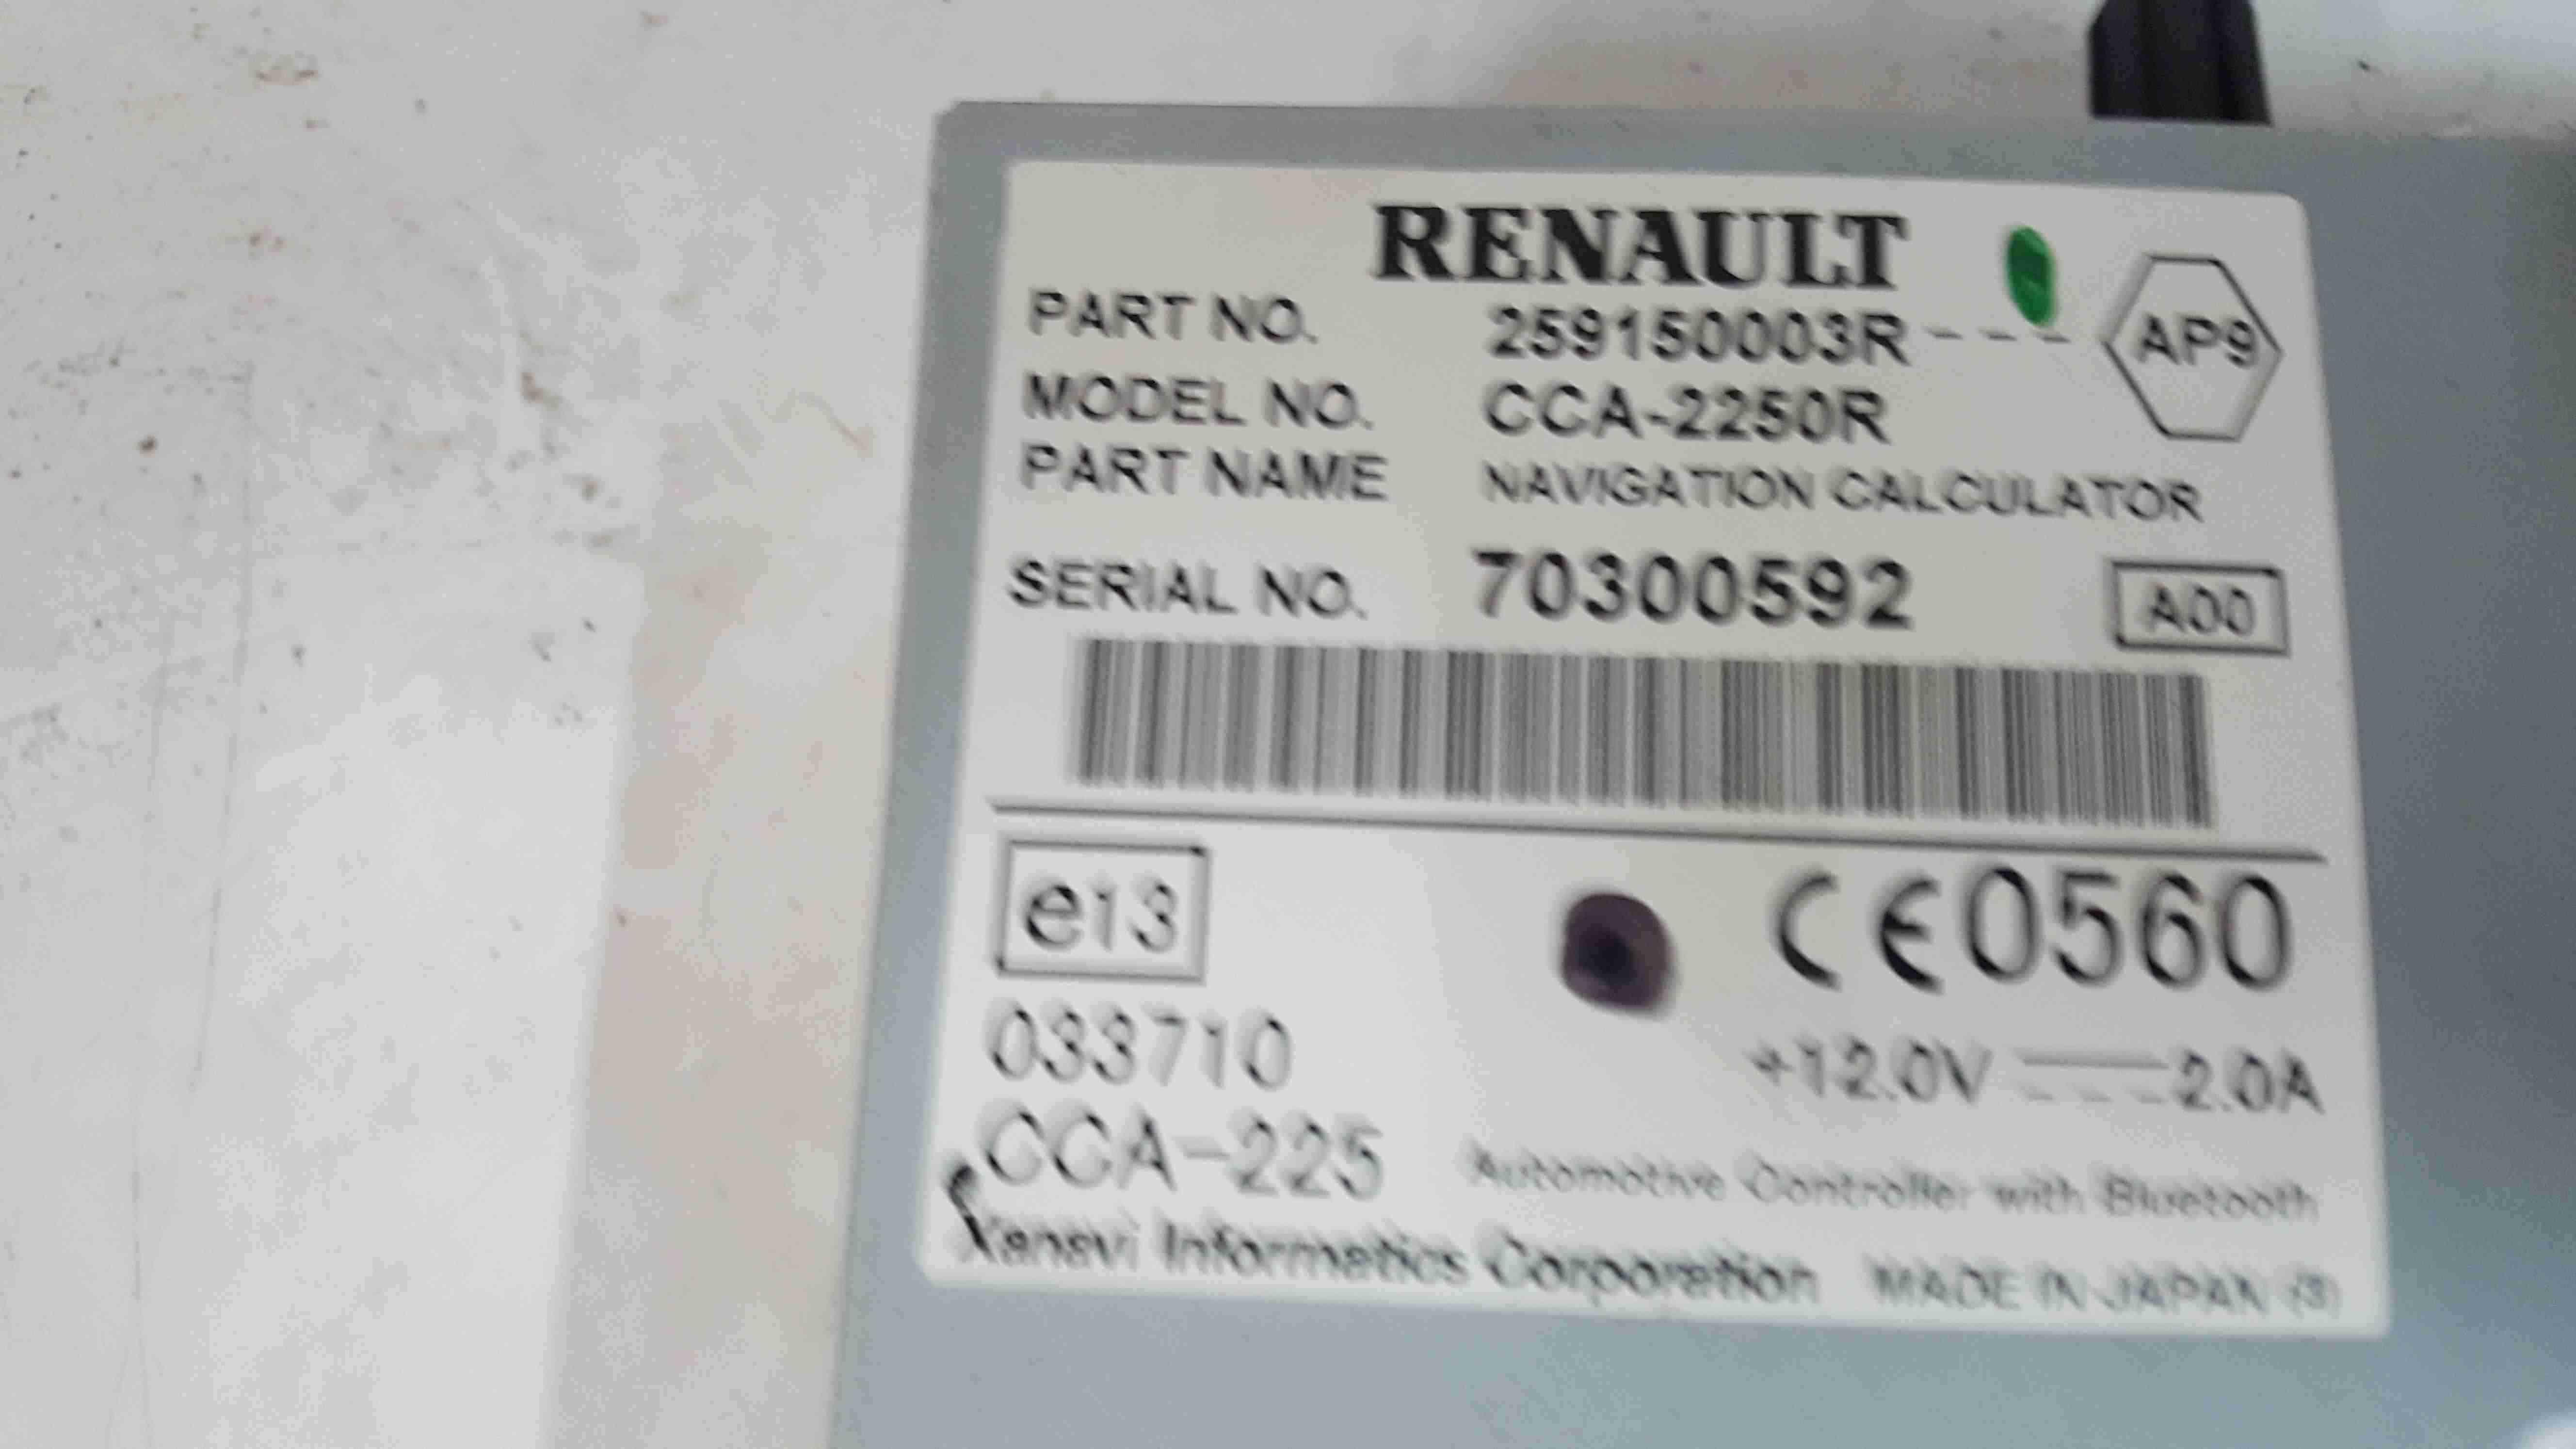 RENAULT
PART NO. 259150003R--- AP9
MODEL NO. CCA-2250R
PART NAME NAVIGATION CALCULATOR
SERIAL NO. 70300592 A00
e13 CE0560
033710 +12.0V 2.0A
CCA-225 Automotive Controller with Bluetooth
Xanavi Informatics Corporation MADE IN JAPAN (S)